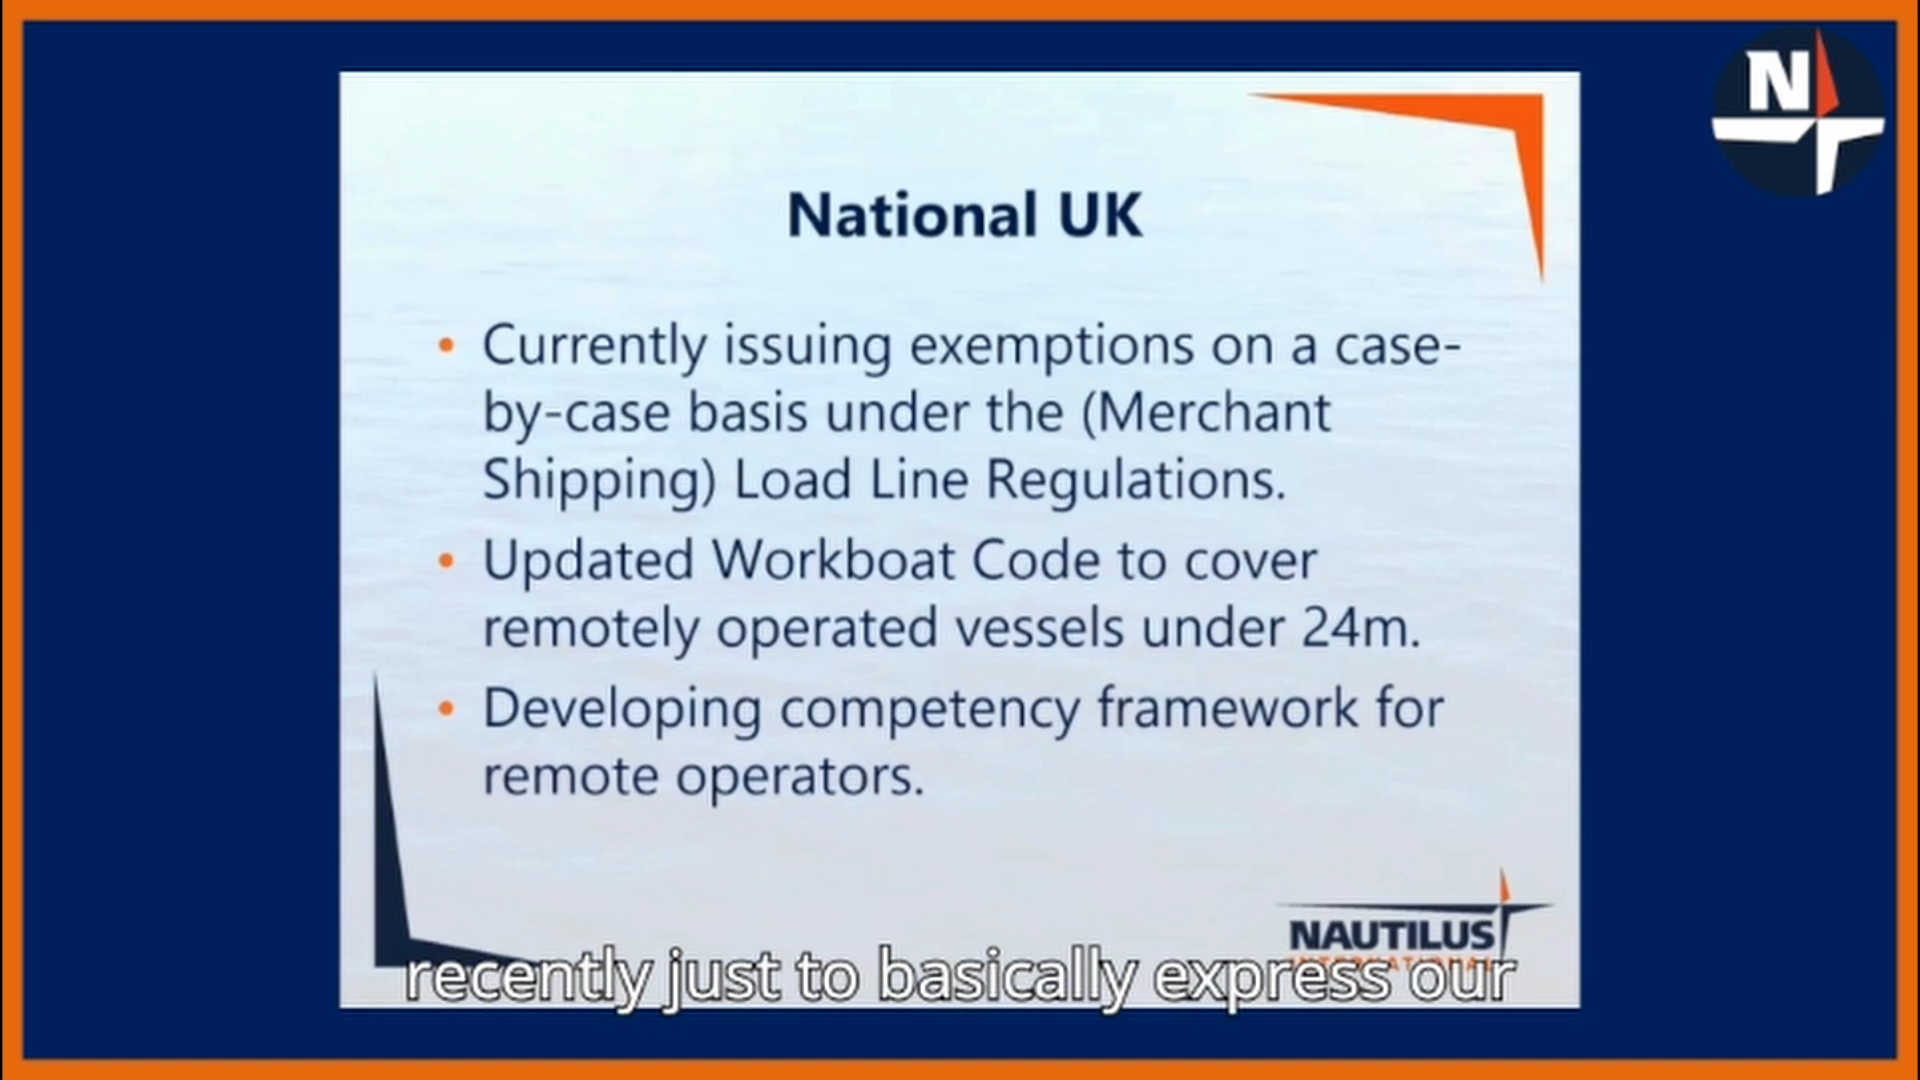 N
National UK
• Currently issuing exemptions on a case-
by-case basis under the (Merchant
Shipping) Load Line Regulations.
• Updated Workboat Code to cover
remotely operated vessels under 24m.
• Developing competency framework for
remote operators.
NAUTILUS
INTERNATIONAL
recently just to basically express our